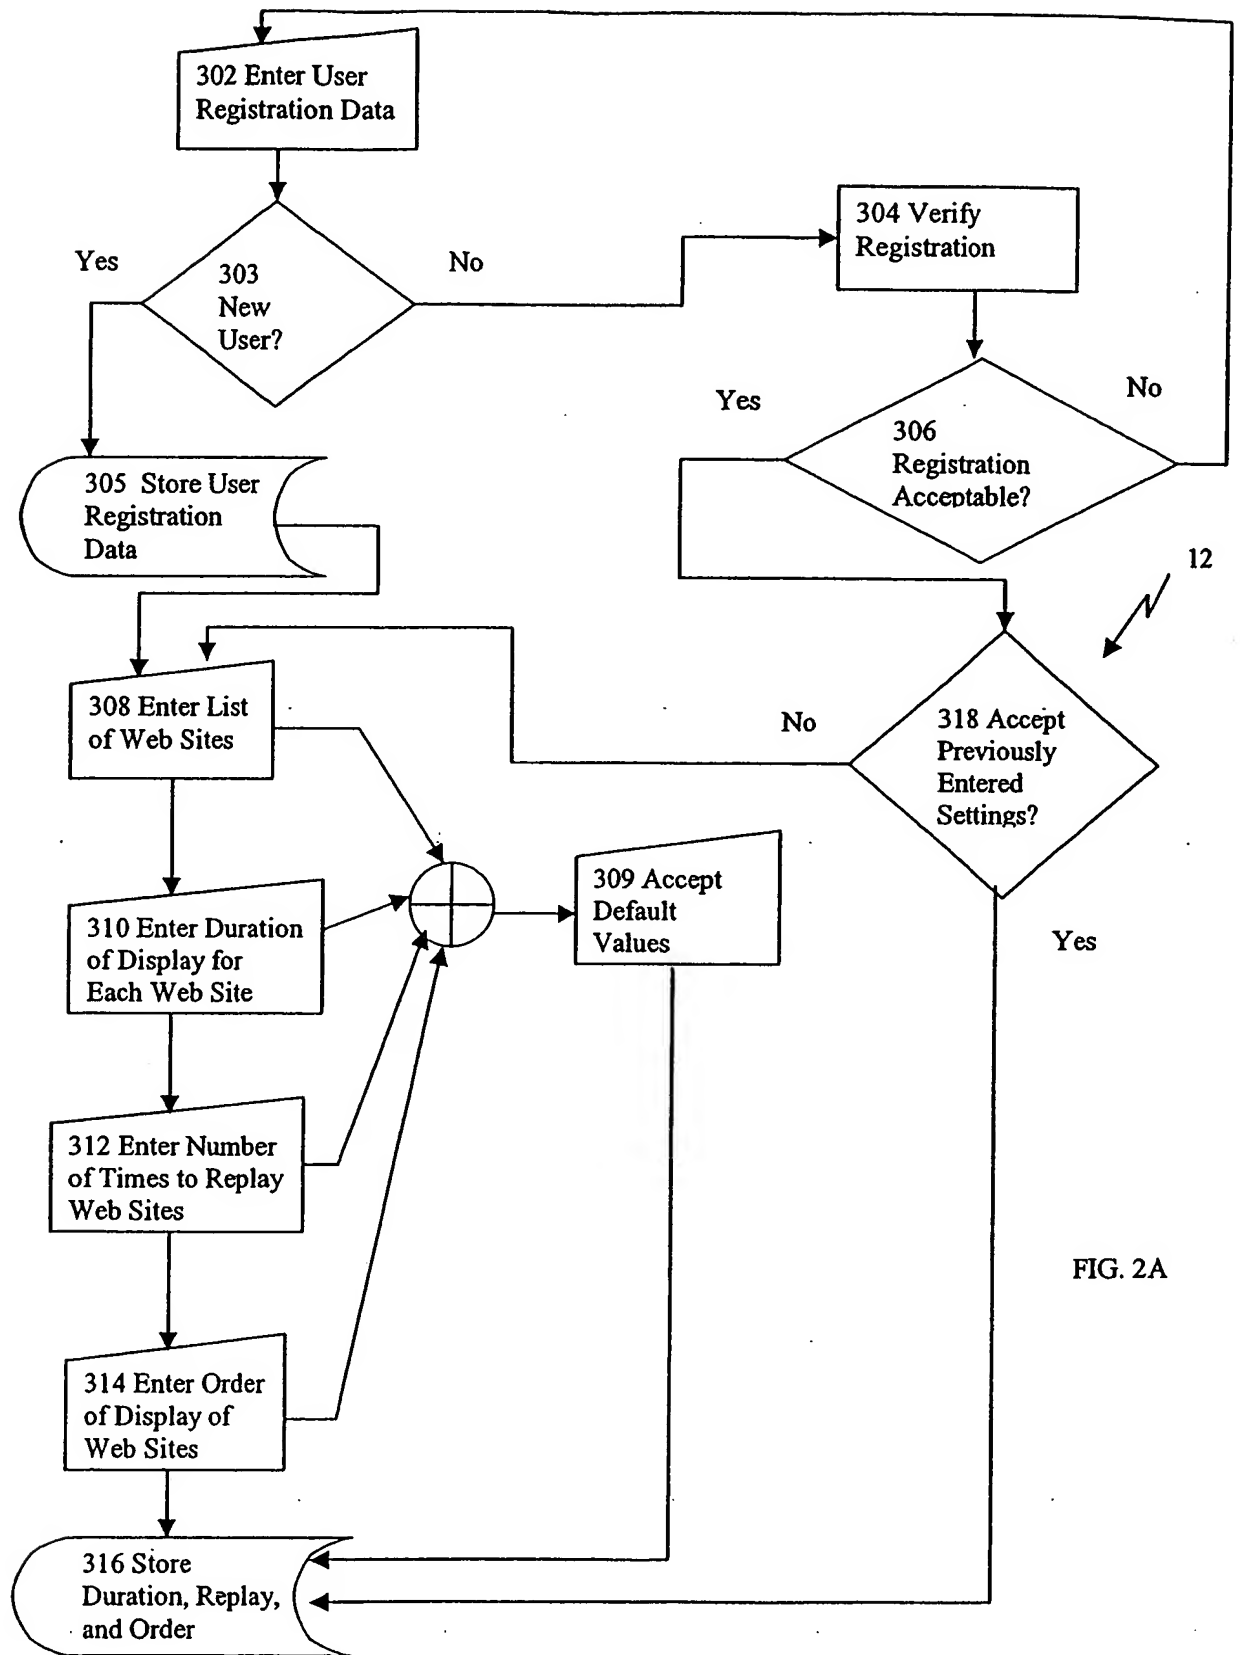 302 Enter User
Registration Data
303
New
User?
Yes
No
304 Verify
Registration
306
Registration
Acceptable?
Yes
No
305 Store User
Registration
Data
12
308 Enter List
of Web Sites
318 Accept
Previously
Entered
Settings?
No
Yes
309 Accept
Default
Values
310 Enter Duration
of Display for
Each Web Site
312 Enter Number
of Times to Replay
Web Sites
FIG. 2A
314 Enter Order
of Display of
Web Sites
316 Store
Duration, Replay,
and Order